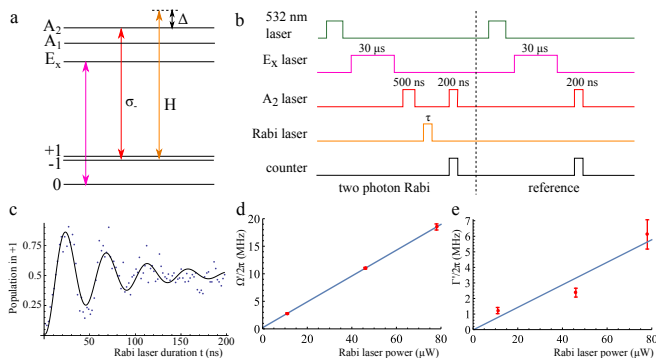 a
A₂
A₁
Eₓ
Δ
σ-
H
+1
-1
0
b
532 nm
laser
Eₓ laser
30 µs
30 µs
A₂ laser
500 ns
200 ns
200 ns
Rabi laser
τ
counter
two photon Rabi
reference
c
Population in +1
0.75
0.5
0.25
0
50
100
150
200
Rabi laser duration t (ns)
d
Ω'/2π (MHz)
20
15
10
5
0
0
20
40
60
80
Rabi laser power (µW)
e
Γ'/2π (MHz)
7
6
5
4
3
2
1
0
0
20
40
60
80
Rabi laser power (µW)